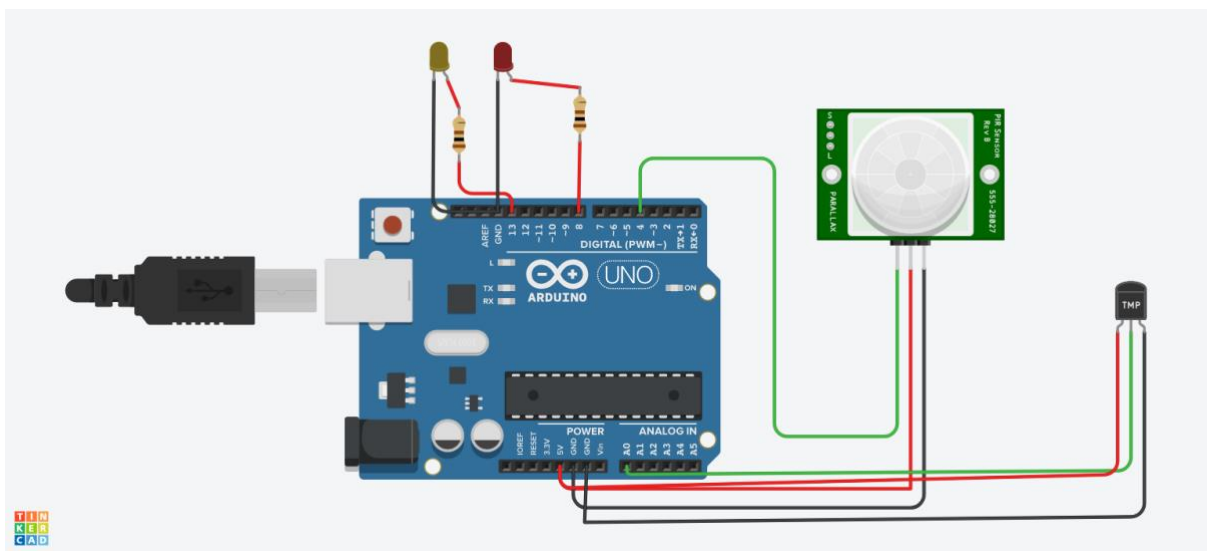 AREF
GND
13
12
~11
~10
~9
8
7
~6
~5
4
~3
2
TX→1
RX←0
DIGITAL (PWM~)
L
TX
RX
UNO
ARDUINO
ON
POWER
ANALOG IN
IOREF
RESET
3.3V
5V
GND
GND
Vin
A0
A1
A2
A3
A4
A5
PIR SENSOR
REV B
555-28027
PARALLAX
TMP
TIN
KER
CAD